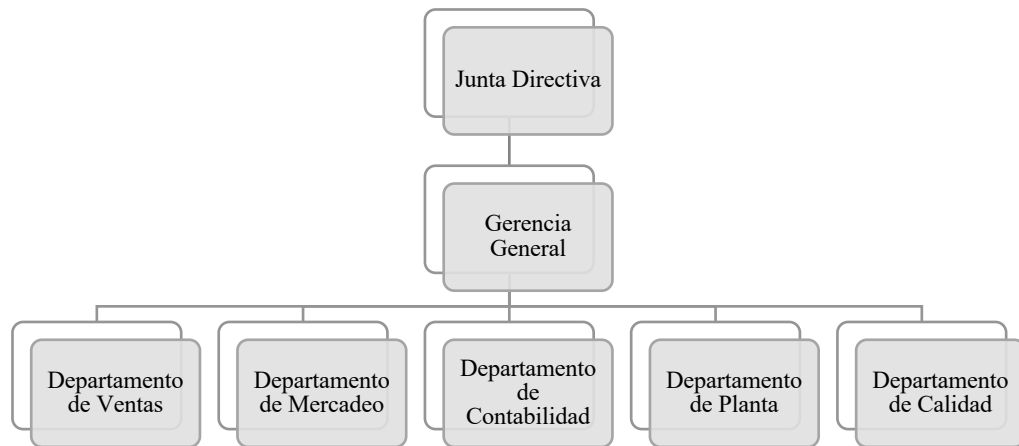 Junta Directiva
Gerencia
General
Departamento
de Ventas
Departamento
de Mercadeo
Departamento
de
Contabilidad
Departamento
de Planta
Departamento
de Calidad